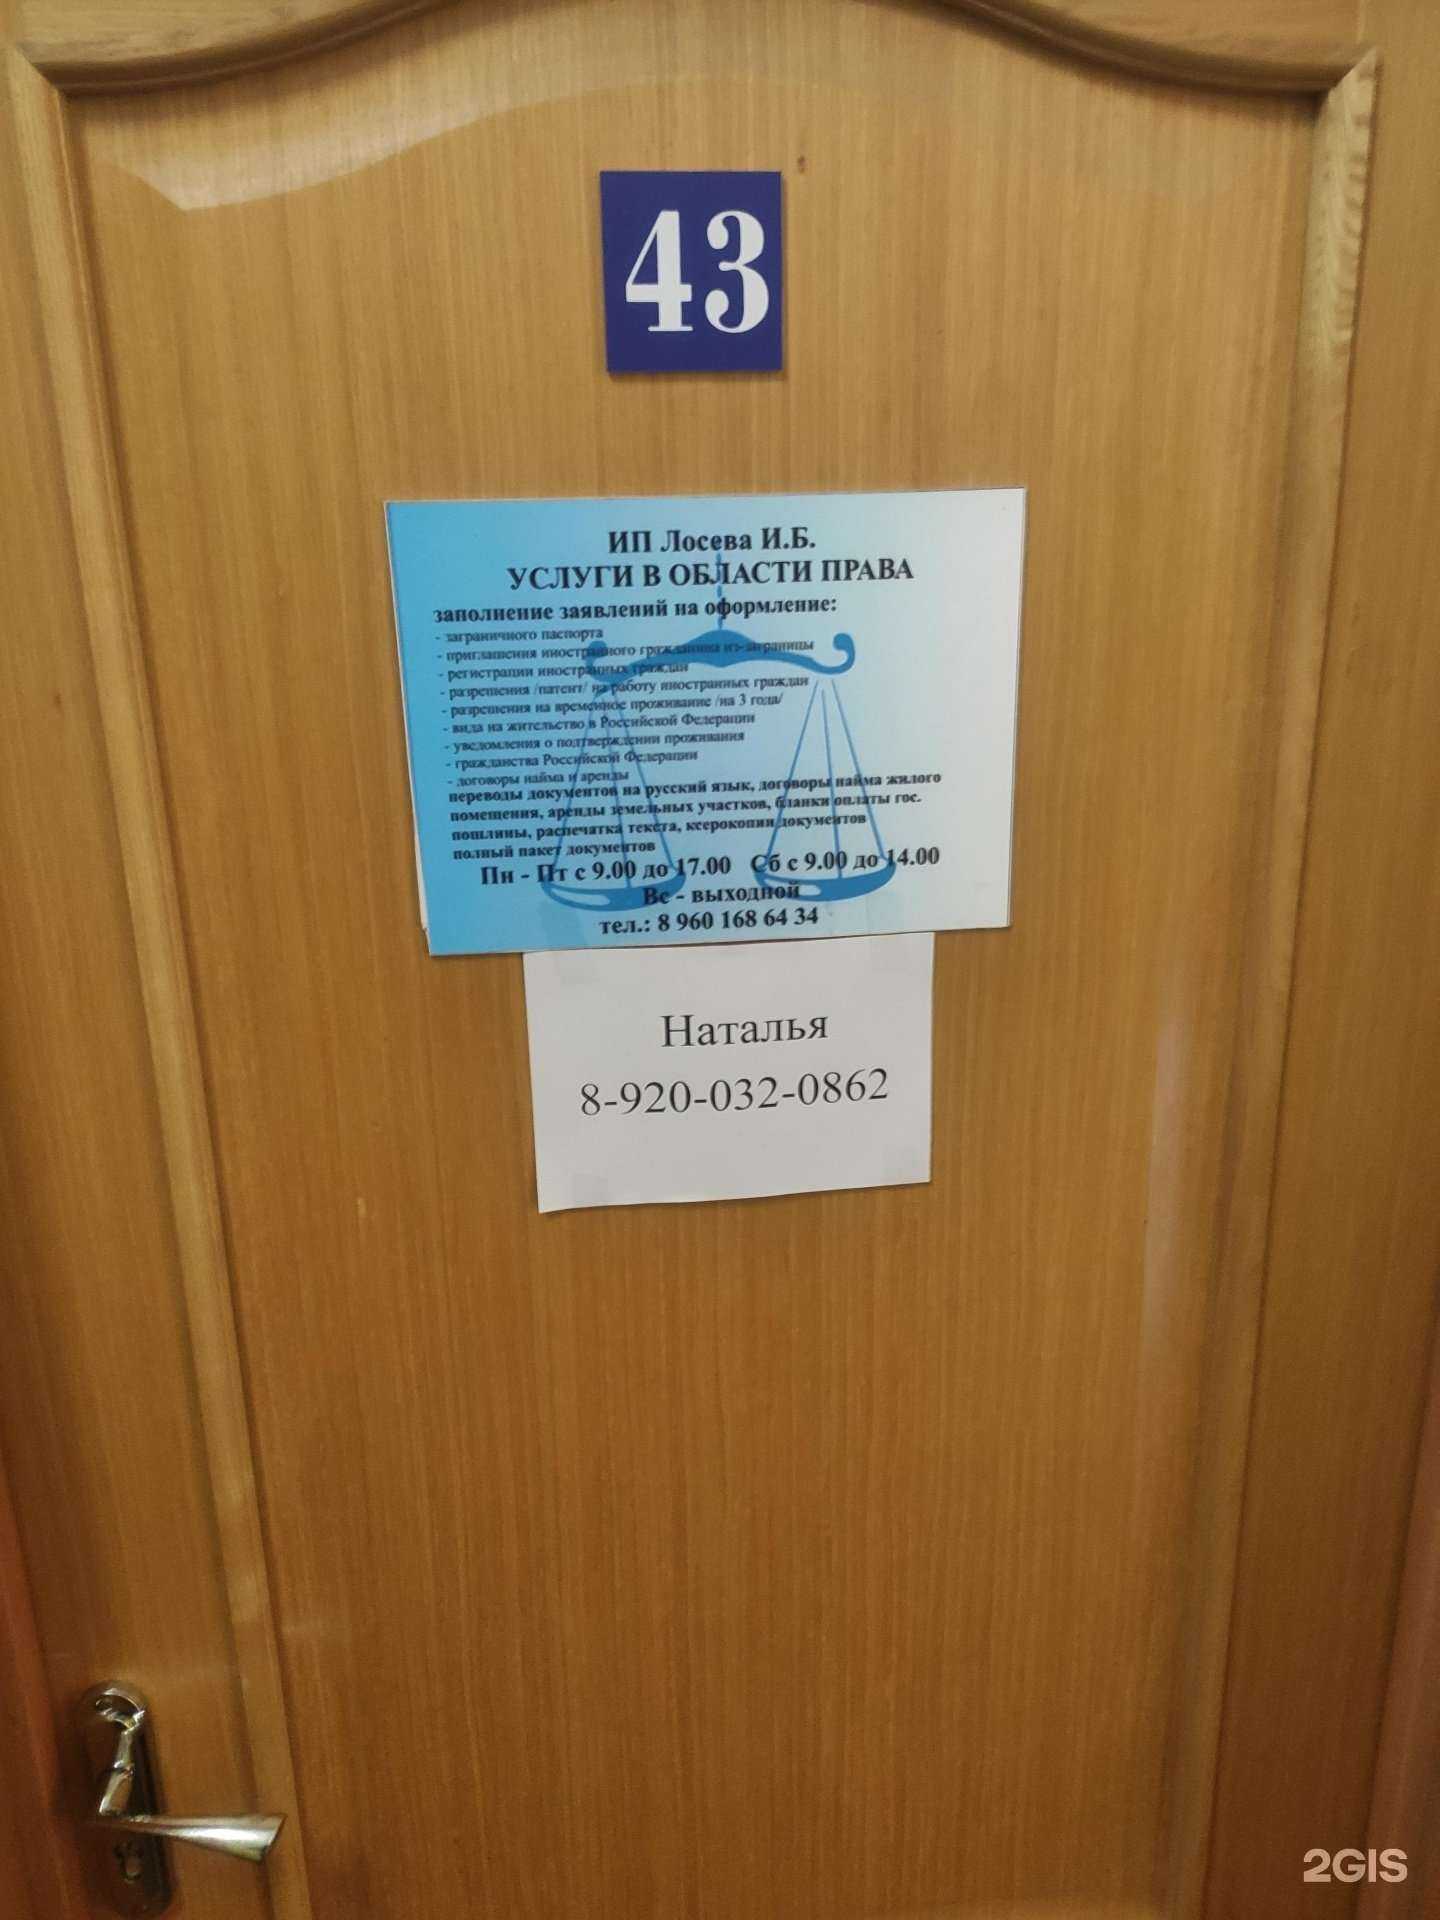 43
ИП Лосева И.Б.
УСЛУГИ В ОБЛАСТИ ПРАВА
заполнение заявлений на оформление:
- заграничного паспорта
- приглашения иностранного гражданина из-заграницы
- регистрации иностранных граждан
- разрешения /патент/ на работу иностранных граждан
- разрешения на временное проживание /на 3 года/
- вида на жительство в Российской Федерации
- уведомления о подтверждении проживания
- гражданства Российской Федерации
- договоры найма и аренды
переводы документов на русский язык, договоры найма жилого
помещения, аренды земельных участков, бланки оплаты гос.
пошлины, распечатка текста, ксерокопии документов
полный пакет документов
Пн - Пт с 9.00 до 17.00 Сб с 9.00 до 14.00
Вс - выходной
тел.: 8 960 168 64 34
Наталья
8-920-032-0862
2GIS